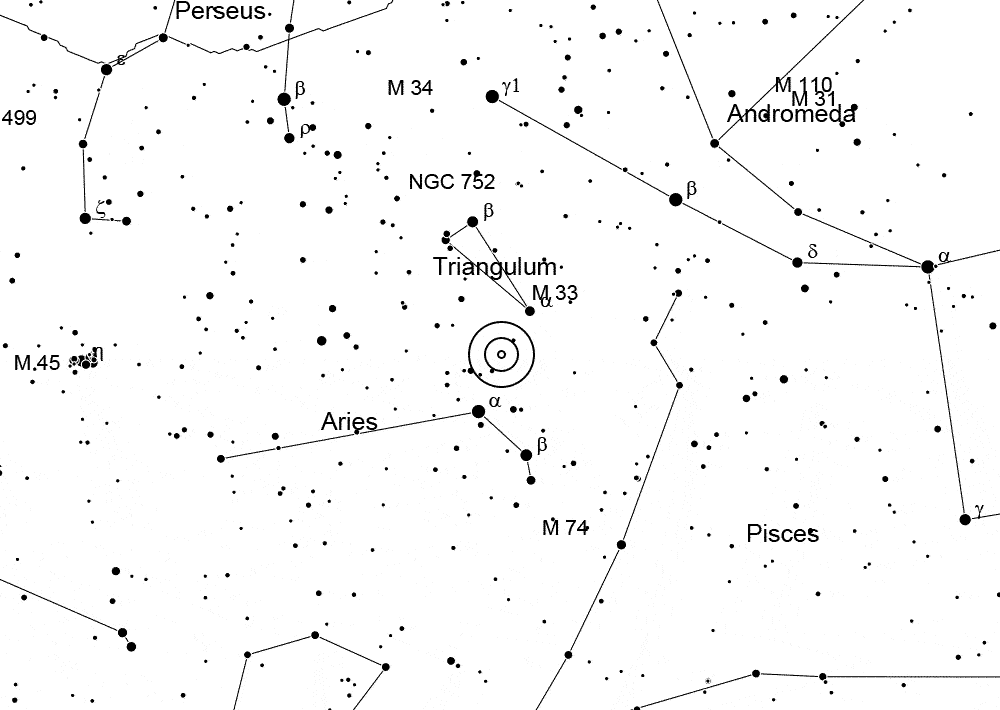 Perseus
ε
γ1
M 110
M 31
Andromeda
M 34
β
499
ρ
NGC 752
β
ζ
β
Triangulum
δ
α
M 33
α
η
M 45
α
Aries
β
γ
M 74
Pisces